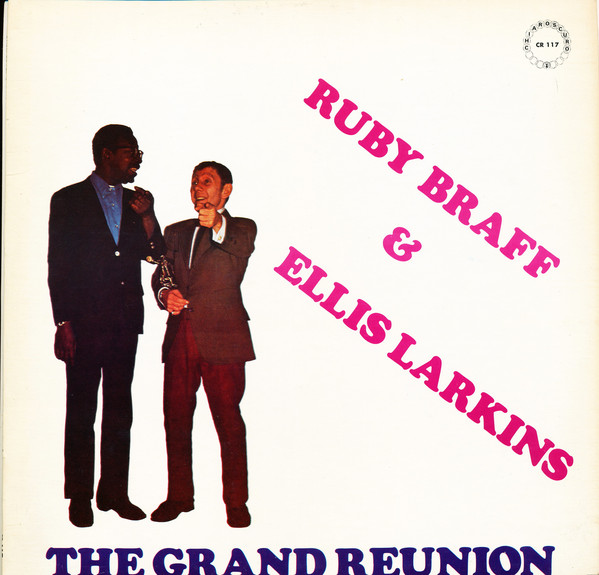 CHIAROSCURO
CR 117
RUBY BRAFF
&
ELLIS LARKINS
THE GRAND REUNION